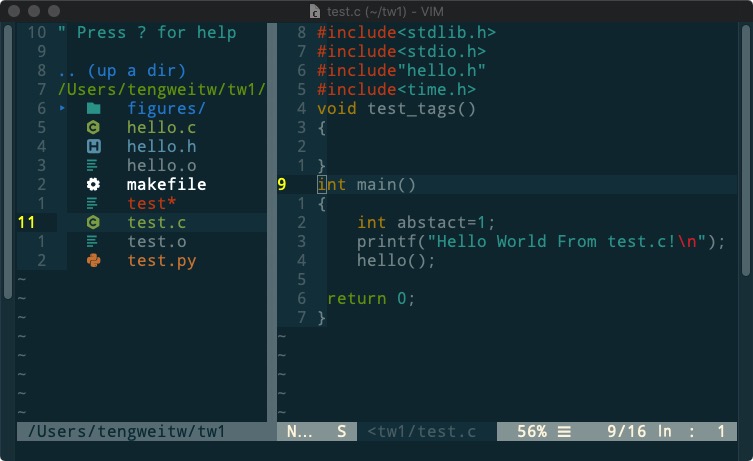 test.c (~/tw1) - VIM
10 " Press ? for help
9
8 .. (up a dir)
7 /Users/tengweitw/tw1/
6 ▸ figures/
5 hello.c
4 hello.h
3 hello.o
2 makefile
1 test*
11 test.c
1 test.o
2 test.py
~
~
~
~
~
~
~
~
/Users/tengweitw/tw1
8 #include<stdlib.h>
7 #include<stdio.h>
6 #include"hello.h"
5 #include<time.h>
4 void test_tags()
3 {
2
1 }
9 int main()
1 {
2 int abstact=1;
3 printf("Hello World From test.c!\n");
4 hello();
5
6 return 0;
7 }
~
~
~
~
~
N... S <tw1/test.c 56% ☰ 9/16 ln : 1